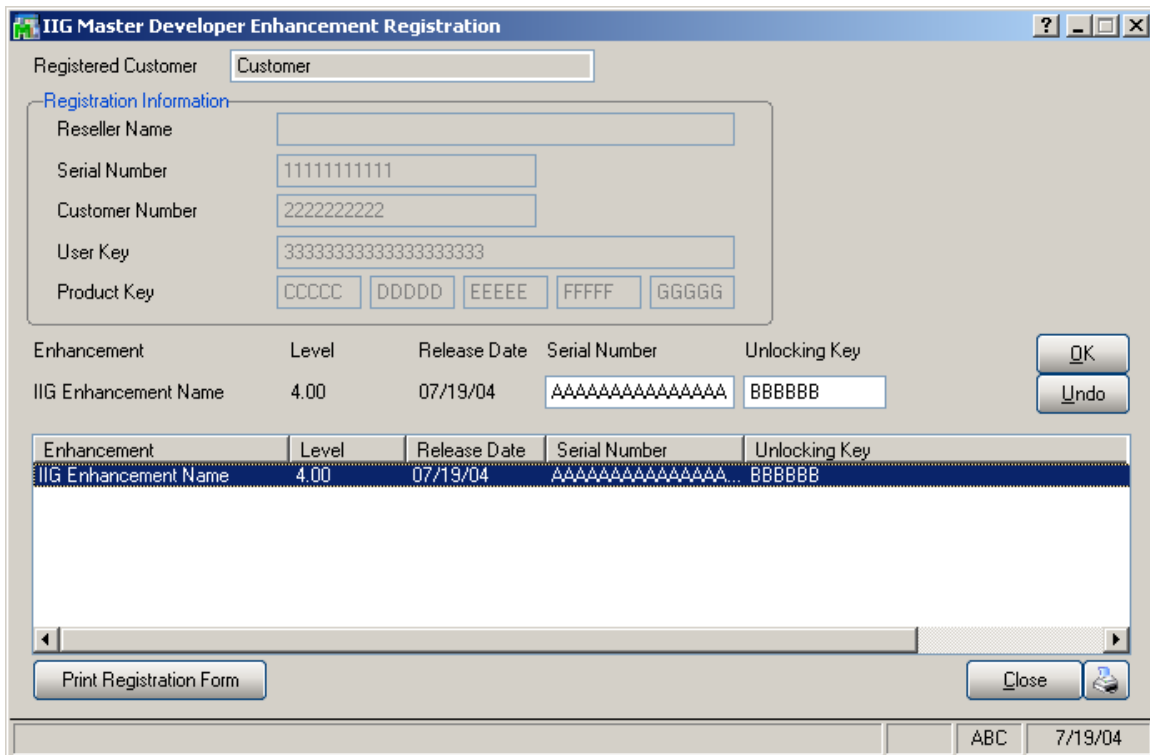 IIG Master Developer Enhancement Registration ?
Registered Customer Customer
Registration Information
Reseller Name
Serial Number 11111111111
Customer Number 2222222222
User Key 33333333333333333333
Product Key CCCCC DDDDD EEEEE FFFFF GGGGG
Enhancement Level Release Date Serial Number Unlocking Key OK
IIG Enhancement Name 4.00 07/19/04 AAAAAAAAAAAAAAA BBBBBB Undo
Enhancement Level Release Date Serial Number Unlocking Key
IIG Enhancement Name 4.00 07/19/04 AAAAAAAAAAAAAAA... BBBBBB
Print Registration Form Close
ABC 7/19/04